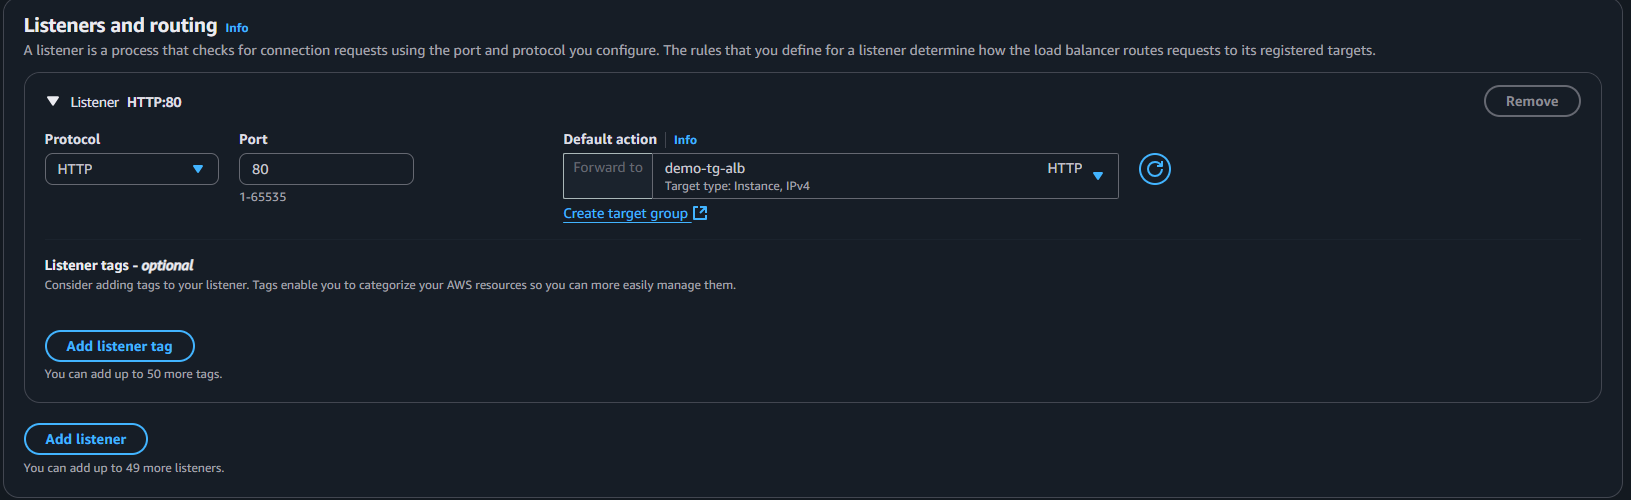 Listeners and routing Info
A listener is a process that checks for connection requests using the port and protocol you configure. The rules that you define for a listener determine how the load balancer routes requests to its registered targets.
Listener HTTP:80
Remove
Protocol
Port
Default action
Info
HTTP
80
1-65535
Forward to
demo-tg-alb
Target type: Instance, IPv4
HTTP
Create target group
Listener tags - optional
Consider adding tags to your listener. Tags enable you to categorize your AWS resources so you can more easily manage them.
Add listener tag
You can add up to 50 more tags.
Add listener
You can add up to 49 more listeners.